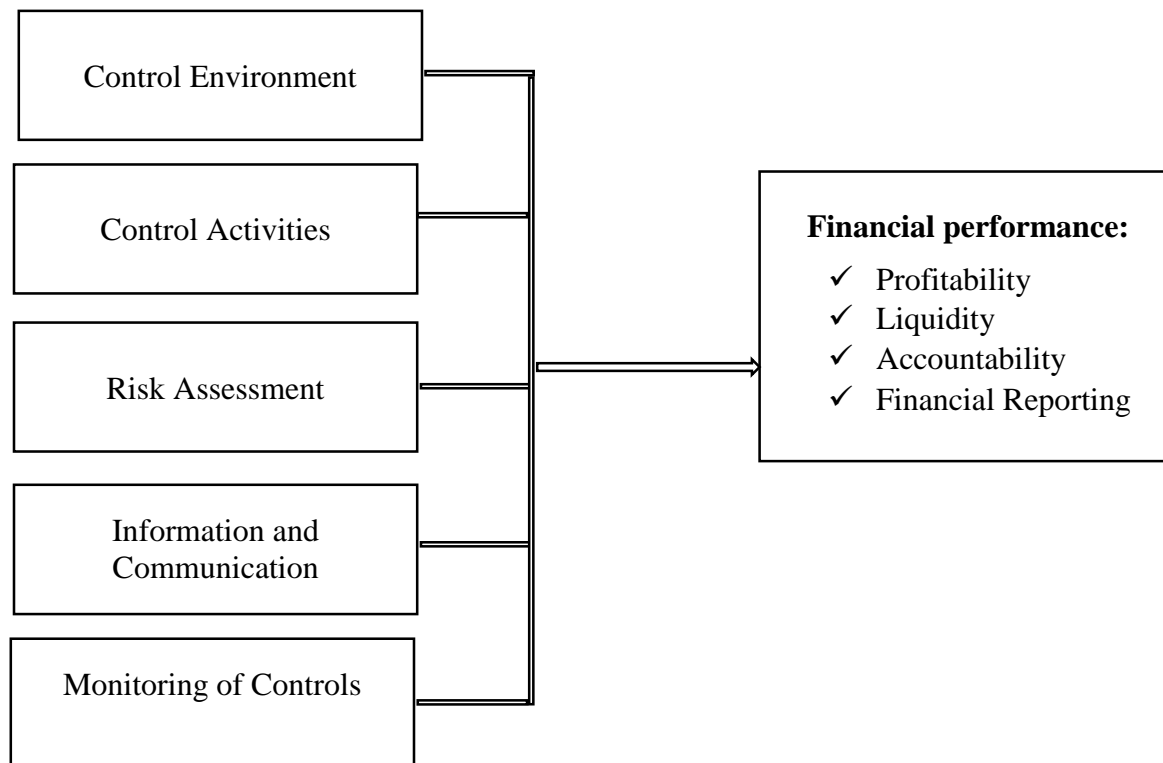 Control Environment
Control Activities
Risk Assessment
Information and
Communication
Monitoring of Controls
Financial performance:
✓ Profitability
✓ Liquidity
✓ Accountability
✓ Financial Reporting